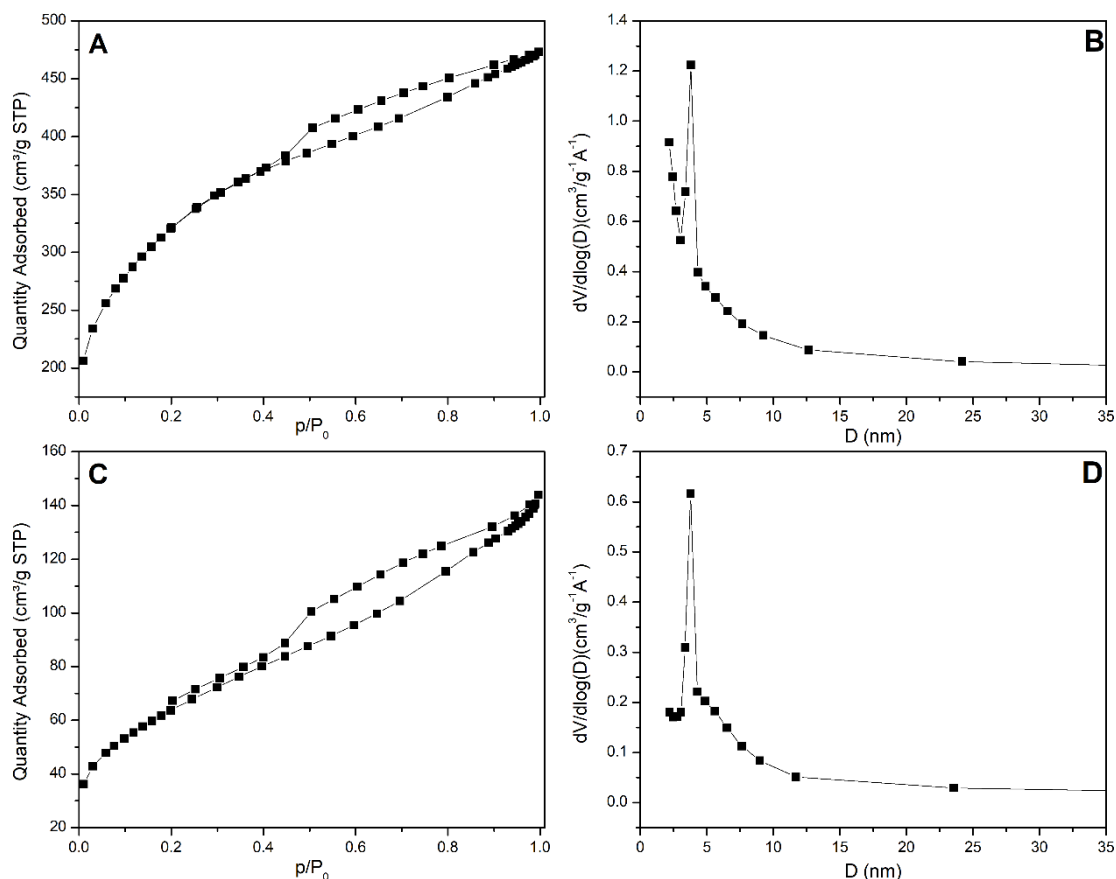 A
Quantity Adsorbed (cm³/g STP)
500
450
400
350
300
250
200
0.0 0.2 0.4 0.6 0.8 1.0
p/P₀
B
dV/dlog(D)(cm³/g⁻¹A⁻¹)
1.4
1.2
1.0
0.8
0.6
0.4
0.2
0.0
0 5 10 15 20 25 30 35
D (nm)
C
Quantity Adsorbed (cm³/g STP)
160
140
120
100
80
60
40
20
0.0 0.2 0.4 0.6 0.8 1.0
p/P₀
D
dV/dlog(D)(cm³/g⁻¹A⁻¹)
0.7
0.6
0.5
0.4
0.3
0.2
0.1
0.0
0 5 10 15 20 25 30 35
D (nm)